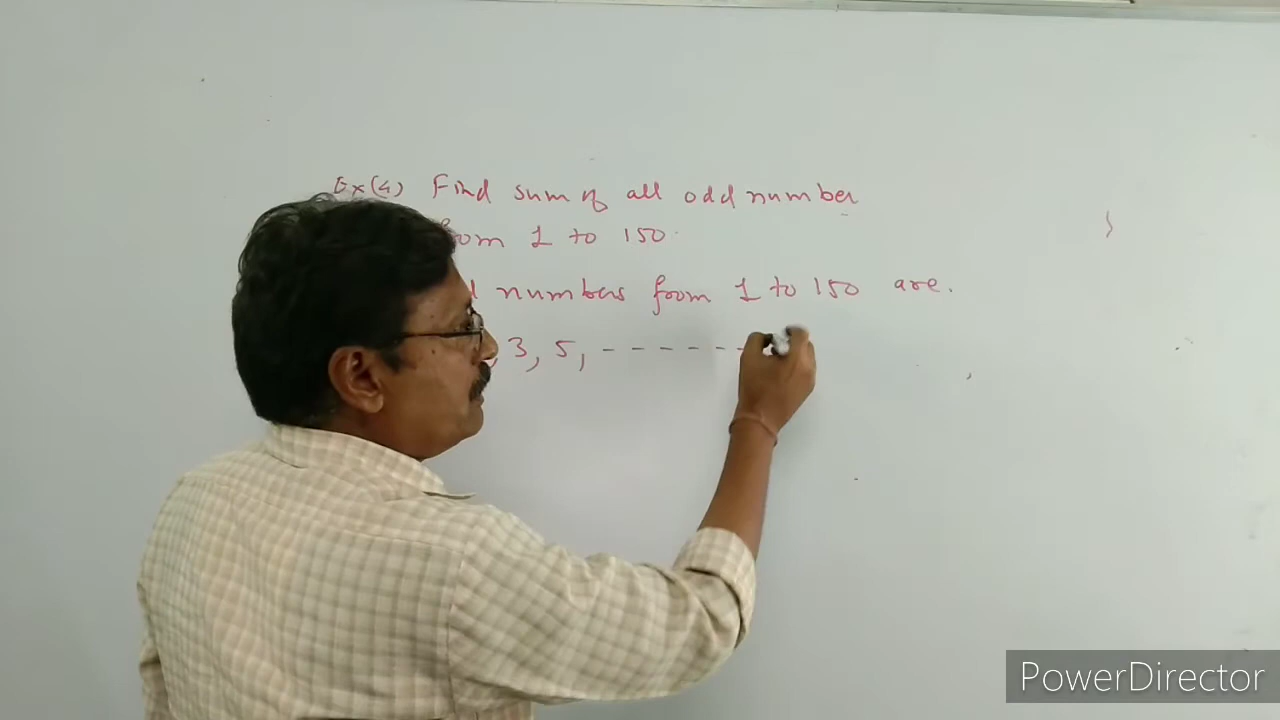 Ex(4) Find sum of all odd number
from 1 to 150.
numbers from 1 to 150 are.
, 3, 5, - - - - - -
PowerDirector